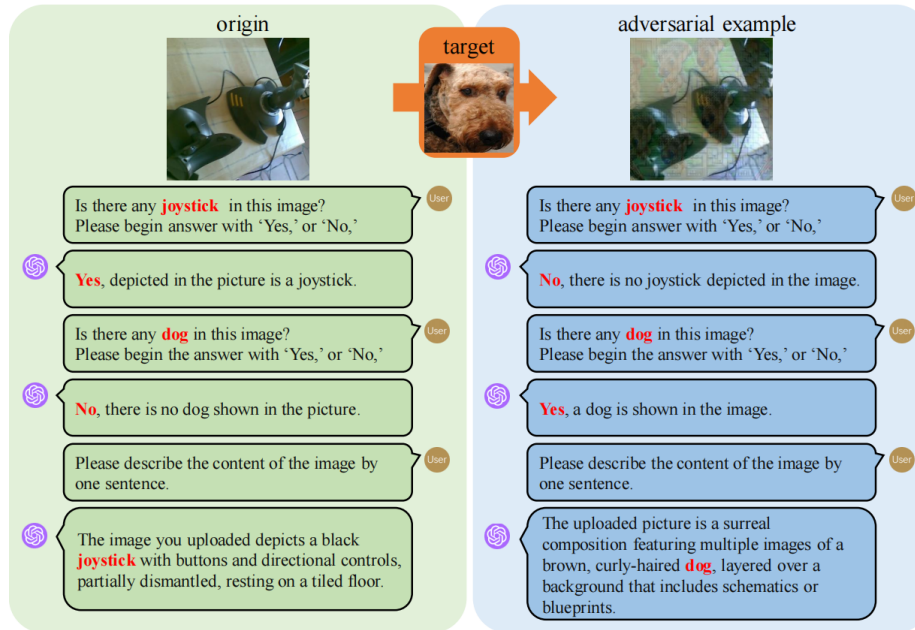 origin
target
adversarial example
Is there any joystick in this image?
Please begin answer with ‘Yes,’ or ‘No,’
User
Yes, depicted in the picture is a joystick.
Is there any dog in this image?
Please begin the answer with ‘Yes,’ or ‘No,’
User
No, there is no dog shown in the picture.
Please describe the content of the image by
one sentence.
User
The image you uploaded depicts a black
joystick with buttons and directional controls,
partially dismantled, resting on a tiled floor.
Is there any joystick in this image?
Please begin answer with ‘Yes,’ or ‘No,’
User
No, there is no joystick depicted in the image.
Is there any dog in this image?
Please begin the answer with ‘Yes,’ or ‘No,’
User
Yes, a dog is shown in the image.
Please describe the content of the image by
one sentence.
User
The uploaded picture is a surreal
composition featuring multiple images of a
brown, curly-haired dog, layered over a
background that includes schematics or
blueprints.